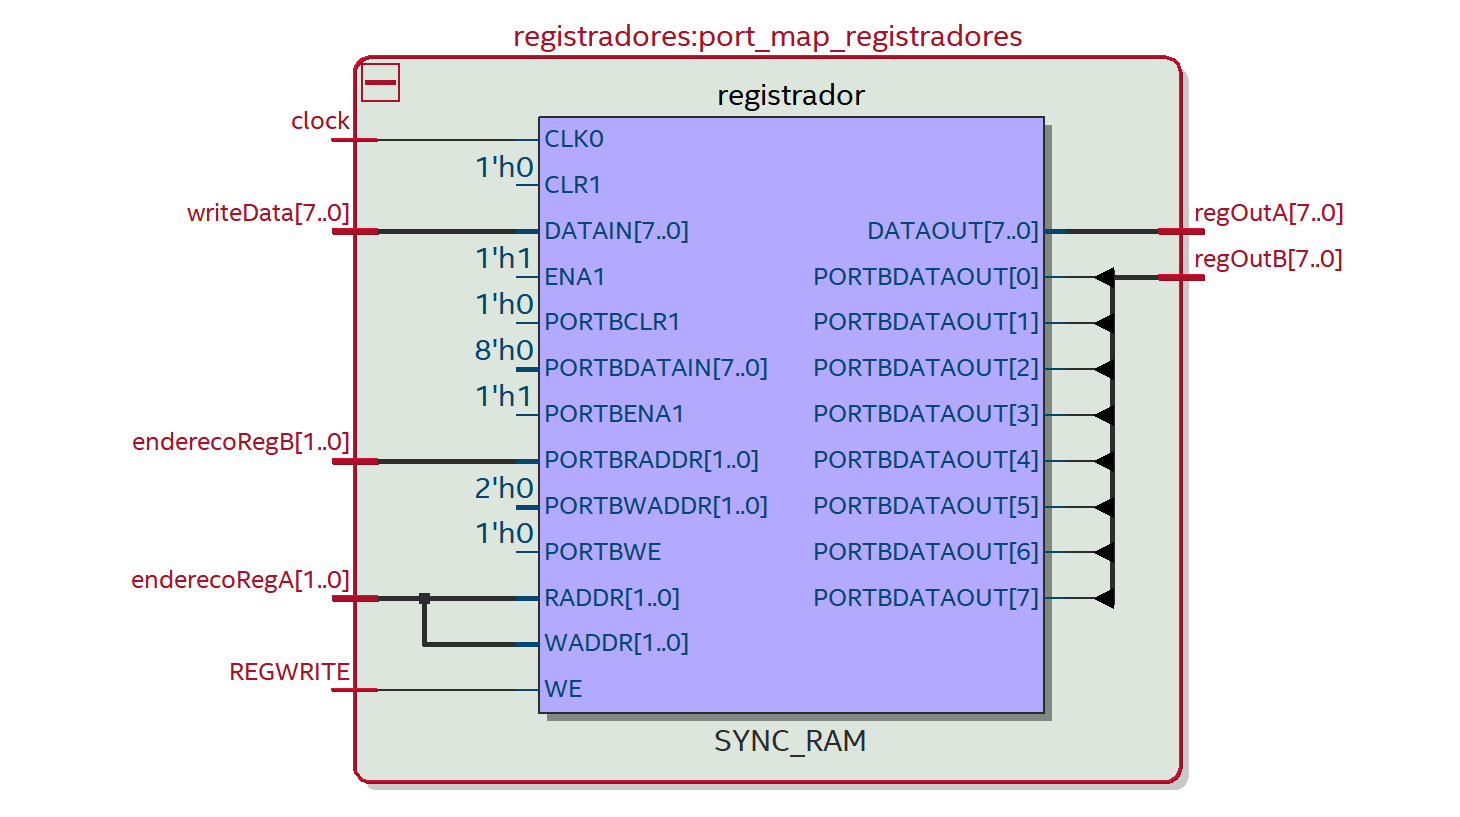 registradores:port_map_registradores
registrador
clock
CLK0
1'h0
CLR1
writeData[7..0]
DATAIN[7..0]
DATAOUT[7..0]
regOutA[7..0]
1'h1
ENA1
PORTBDATAOUT[0]
regOutB[7..0]
1'h0
PORTBCLR1
PORTBDATAOUT[1]
8'h0
PORTBDATAIN[7..0]
PORTBDATAOUT[2]
1'h1
PORTBENA1
PORTBDATAOUT[3]
enderecoRegB[1..0]
PORTBRADDR[1..0]
PORTBDATAOUT[4]
2'h0
PORTBWADDR[1..0]
PORTBDATAOUT[5]
1'h0
PORTBWE
PORTBDATAOUT[6]
enderecoRegA[1..0]
RADDR[1..0]
PORTBDATAOUT[7]
WADDR[1..0]
REGWRITE
WE
SYNC_RAM